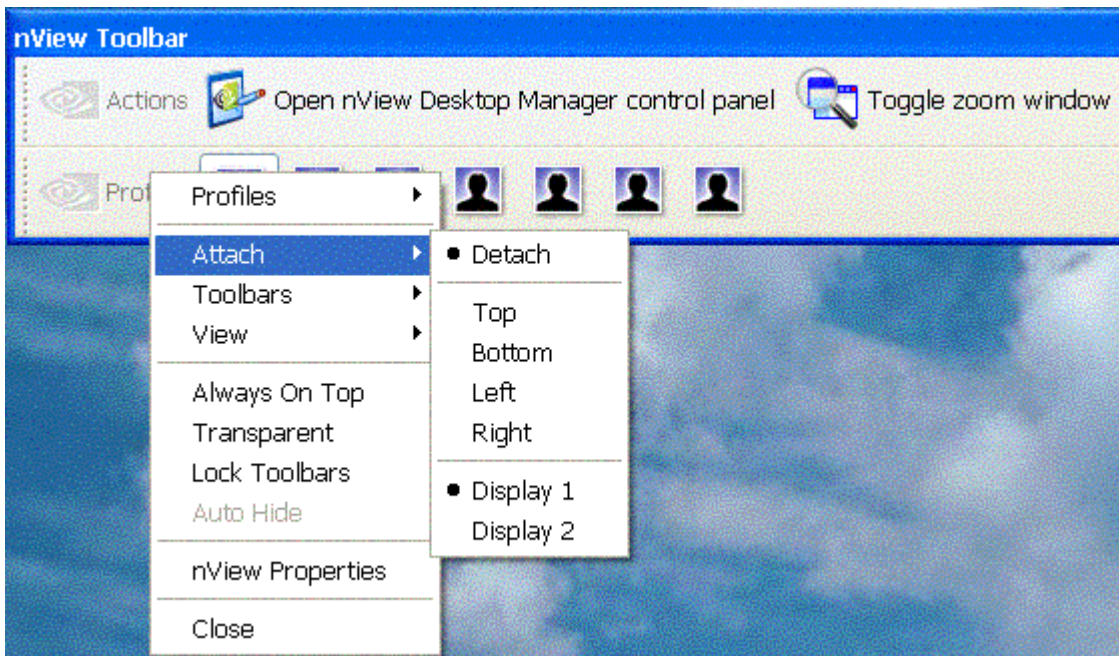 nView Toolbar
Actions Open nView Desktop Manager control panel Toggle zoom window
Profiles
Attach
Toolbars
View
Always On Top
Transparent
Lock Toolbars
Auto Hide
nView Properties
Close
Detach
Top
Bottom
Left
Right
Display 1
Display 2